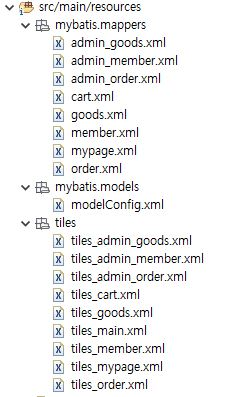 src/main/resources
mybatis.mappers
admin_goods.xml
admin_member.xml
admin_order.xml
cart.xml
goods.xml
member.xml
mypage.xml
order.xml
mybatis.models
modelConfig.xml
tiles
tiles_admin_goods.xml
tiles_admin_member.xml
tiles_admin_order.xml
tiles_cart.xml
tiles_goods.xml
tiles_main.xml
tiles_member.xml
tiles_mypage.xml
tiles_order.xml